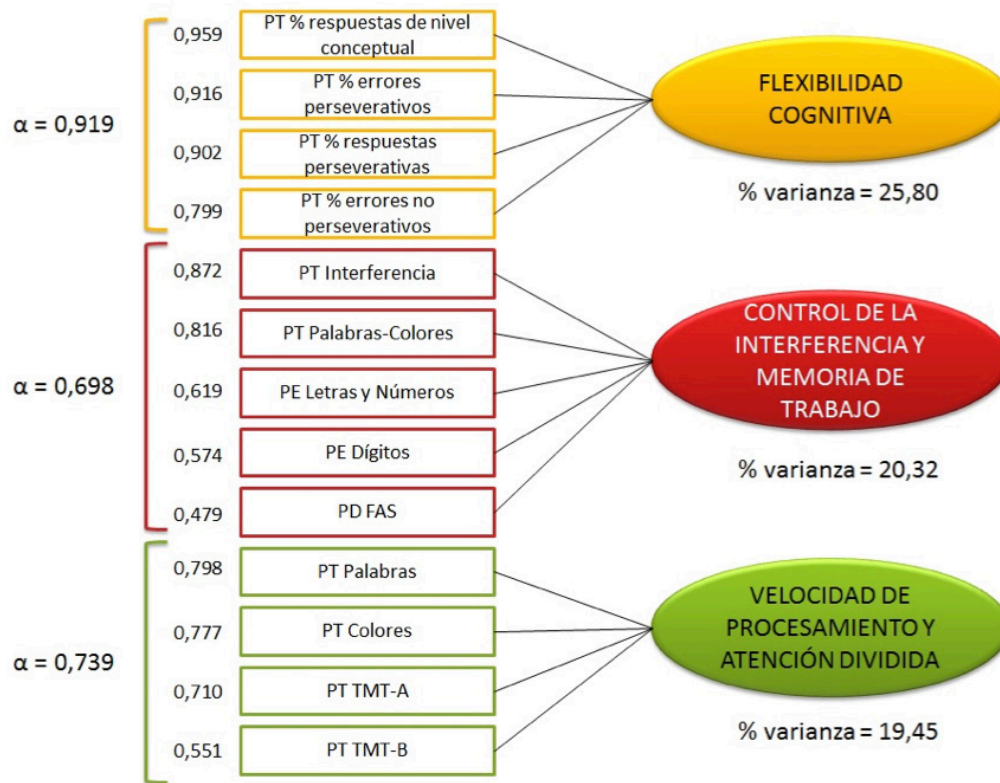 0,959
PT % respuestas de nivel
conceptual
0,916
PT % errores
perseverativos
α = 0,919
0,902
PT % respuestas
perseverativas
0,799
PT % errores no
perseverativos
FLEXIBILIDAD
COGNITIVA
% varianza = 25,80
0,872
PT Interferencia
0,816
PT Palabras-Colores
α = 0,698
0,619
PE Letras y Números
0,574
PE Dígitos
0,479
PD FAS
CONTROL DE LA
INTERFERENCIA Y
MEMORIA DE
TRABAJO
% varianza = 20,32
0,798
PT Palabras
0,777
PT Colores
α = 0,739
0,710
PT TMT-A
0,551
PT TMT-B
VELOCIDAD DE
PROCESAMIENTO Y
ATENCIÓN DIVIDIDA
% varianza = 19,45